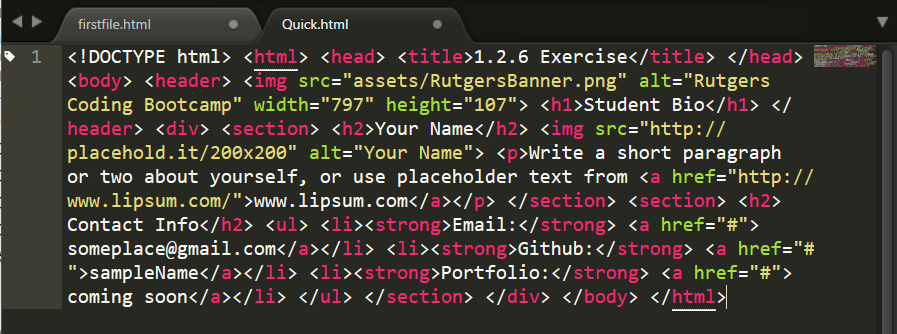 firstfile.html
Quick.html
1
<!DOCTYPE html> <html> <head> <title>1.2.6 Exercise</title> </head>
<body> <header> <img src="assets/RutgersBanner.png" alt="Rutgers
Coding Bootcamp" width="797" height="107"> <h1>Student Bio</h1> </
header> <div> <section> <h2>Your Name</h2> <img src="http://
placehold.it/200x200" alt="Your Name"> <p>Write a short paragraph
or two about yourself, or use placeholder text from <a href="http://
www.lipsum.com/">www.lipsum.com</a></p> </section> <section> <h2>
Contact Info</h2> <ul> <li><strong>Email:</strong> <a href="#">
someplace@gmail.com</a></li> <li><strong>Github:</strong> <a href="#
">sampleName</a></li> <li><strong>Portfolio:</strong> <a href="#">
coming soon</a></li> </ul> </section> </div> </body> </html>